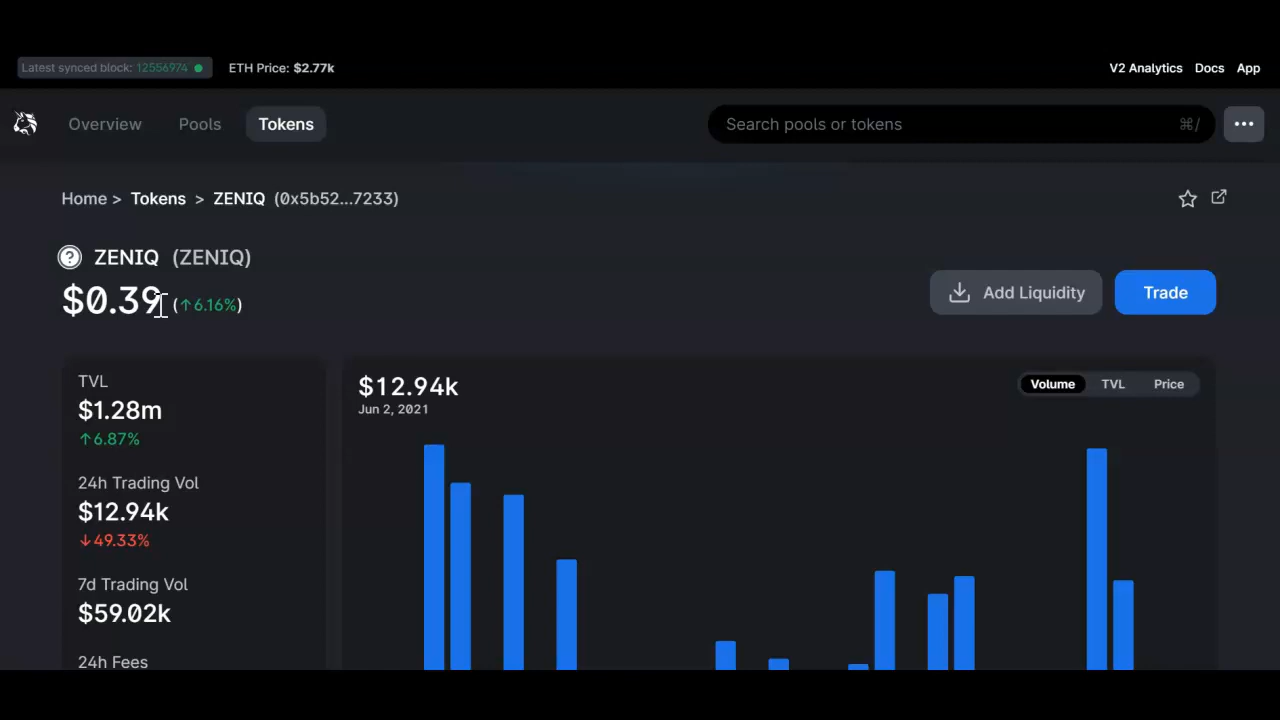 Latest synced block: 12556974 ETH Price: $2.77k V2 Analytics Docs App
Overview Pools Tokens Search pools or tokens ⌘/ •••
Home > Tokens > ZENIQ (0x5b52...7233)
? ZENIQ (ZENIQ)
$0.39 (↑6.16%)
Add Liquidity Trade
TVL
$1.28m
↑6.87%
24h Trading Vol
$12.94k
↓49.33%
7d Trading Vol
$59.02k
24h Fees
$12.94k
Jun 2, 2021
Volume TVL Price